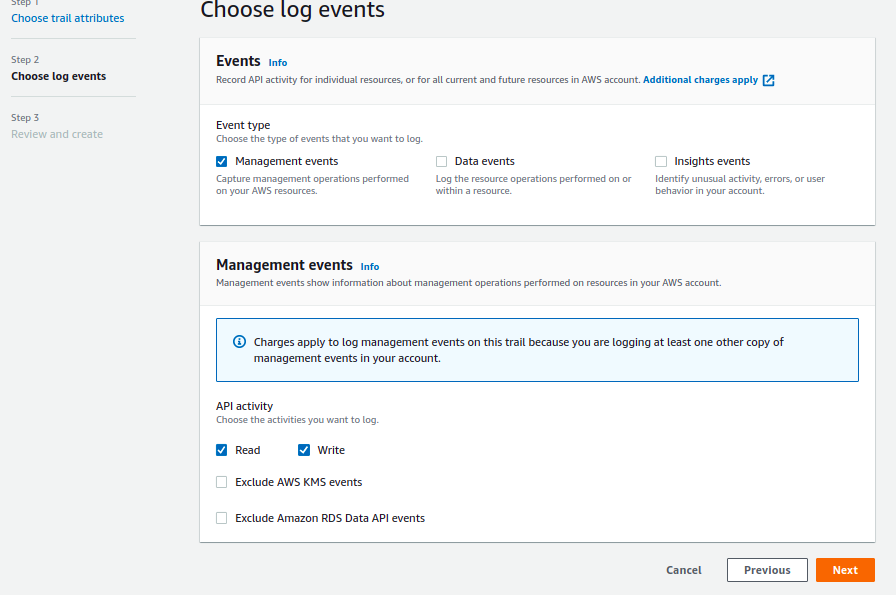 Step 1
Choose trail attributes
Step 2
Choose log events
Step 3
Review and create
Choose log events
Events Info
Record API activity for individual resources, or for all current and future resources in AWS account. Additional charges apply
Event type
Choose the type of events that you want to log.
Management events
Capture management operations performed
on your AWS resources.
Data events
Log the resource operations performed on or
within a resource.
Insights events
Identify unusual activity, errors, or user
behavior in your account.
Management events Info
Management events show information about management operations performed on resources in your AWS account.
Charges apply to log management events on this trail because you are logging at least one other copy of
management events in your account.
API activity
Choose the activities you want to log.
Read Write
Exclude AWS KMS events
Exclude Amazon RDS Data API events
Cancel Previous Next